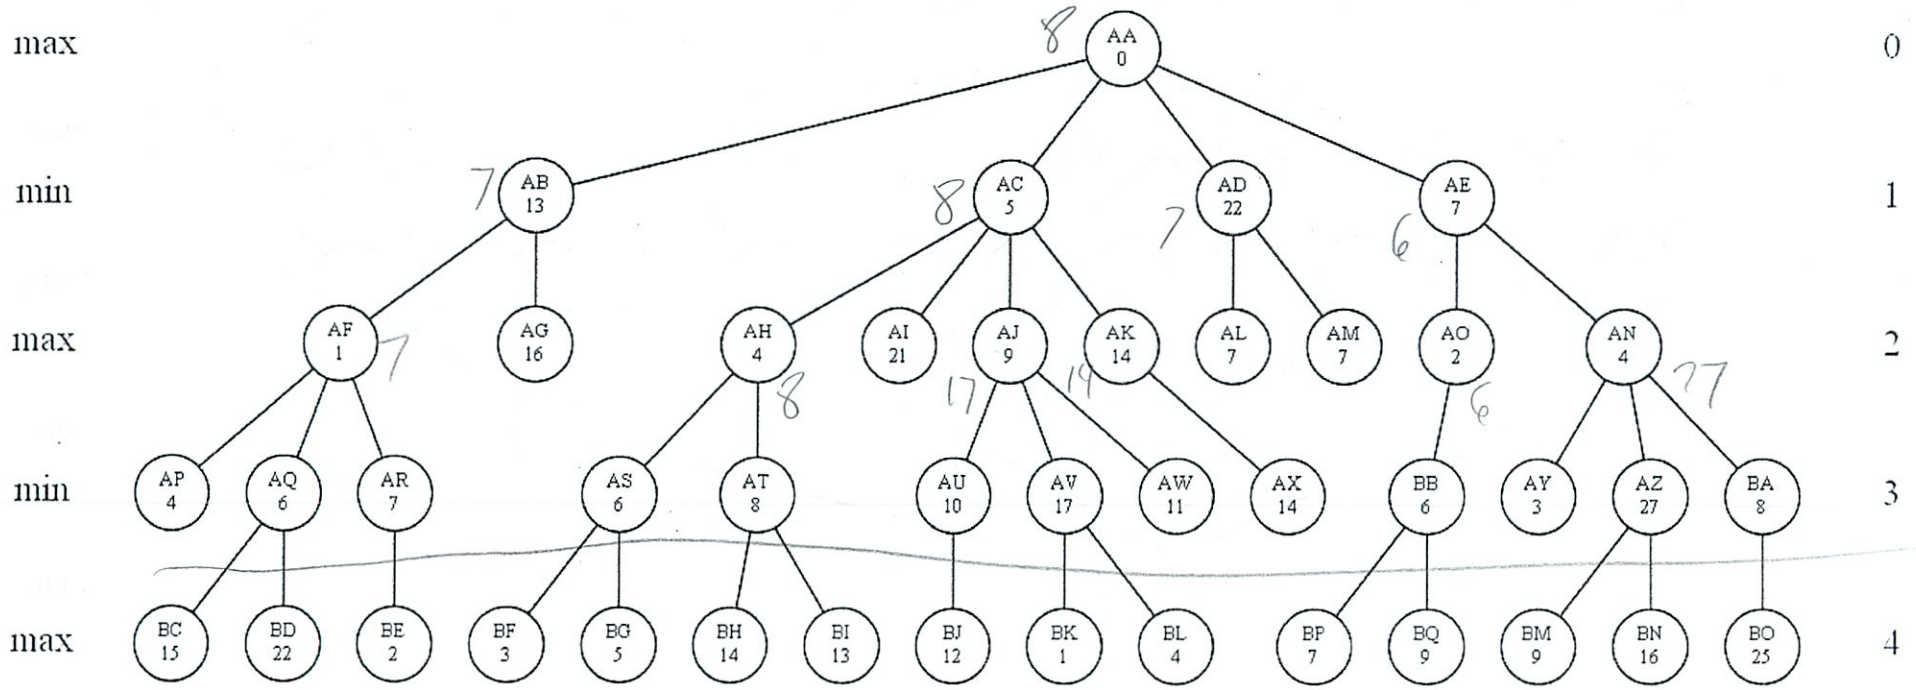 8
max AA 0
0
7 8 7 6
min AB 13 AC 5 AD 22 AE 7
1
max AF 1 AG 16 AH 4 AI 21 AJ 9 AK 14 AL 7 AM 7 AO 2 AN 4
2
7 8 17 14 6 27
min AP 4 AQ 6 AR 7 AS 6 AT 8 AU 10 AV 17 AW 11 AX 14 BB 6 AY 3 AZ 27 BA 8
3
max BC 15 BD 22 BE 2 BF 3 BG 5 BH 14 BI 13 BJ 12 BK 1 BL 4 BP 7 BQ 9 BM 9 BN 16 BO 25
4